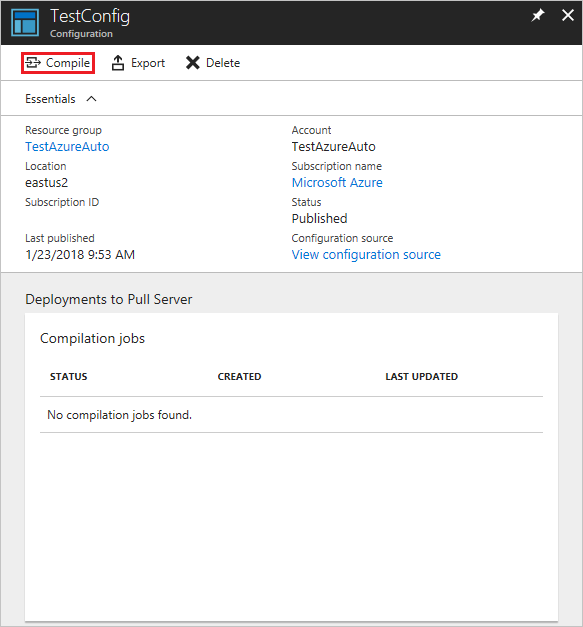 TestConfig
Configuration
Compile Export Delete
Essentials
Resource group
TestAzureAuto
Location
eastus2
Subscription ID
Last published
1/23/2018 9:53 AM
Account
TestAzureAuto
Subscription name
Microsoft Azure
Status
Published
Configuration source
View configuration source
Deployments to Pull Server
Compilation jobs
STATUS CREATED LAST UPDATED
No compilation jobs found.